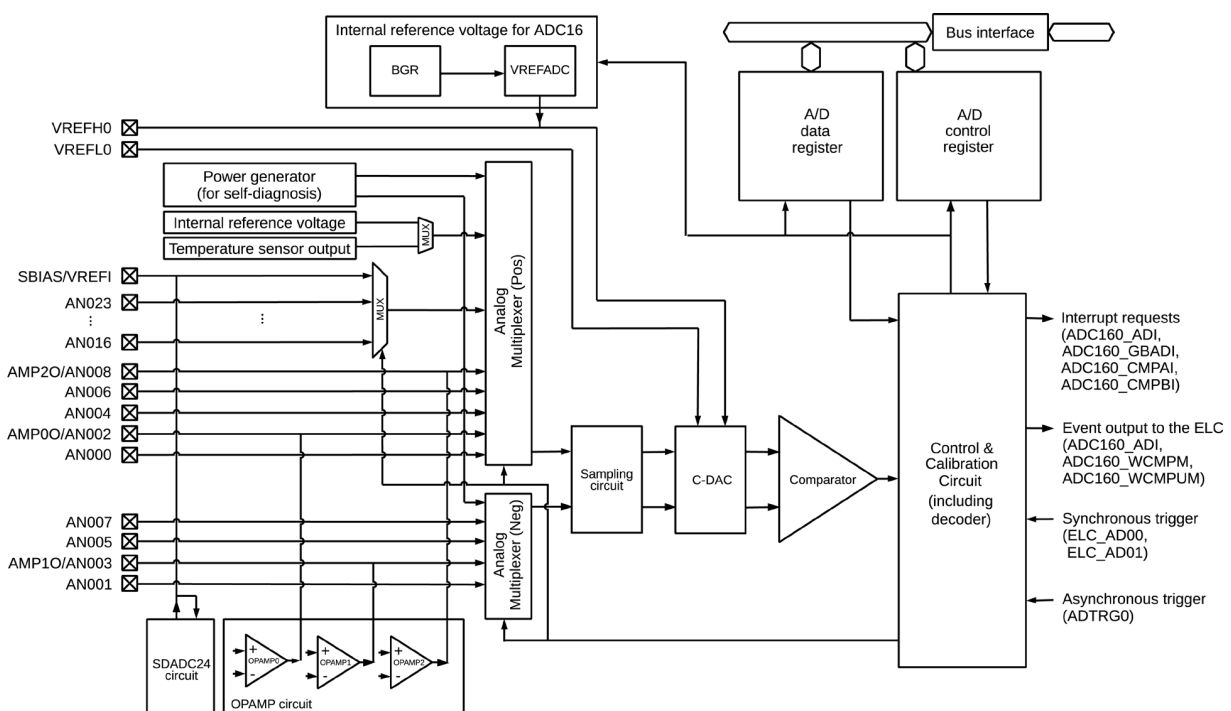 Internal reference voltage for ADC16
BGR
VREFADC
Bus interface
A/D
data
register
A/D
control
register
VREFH0
VREFL0
Power generator
(for self-diagnosis)
Internal reference voltage
Temperature sensor output
MUX
SBIAS/VREFI
AN023
⋮
AN016
⋮
MUX
AMP2O/AN008
AN006
AN004
AMP0O/AN002
AN000
Analog
Multiplexer (Pos)
AN007
AN005
AMP1O/AN003
AN001
Analog
Multiplexer (Neg)
Sampling
circuit
C-DAC
Comparator
Control &
Calibration
Circuit
(including
decoder)
Interrupt requests
(ADC160_ADI,
ADC160_GBADI,
ADC160_CMPAI,
ADC160_CMPBI)
Event output to the ELC
(ADC160_ADI,
ADC160_WCMPM,
ADC160_WCMPUM)
Synchronous trigger
(ELC_AD00,
ELC_AD01)
Asynchronous trigger
(ADTRG0)
SDADC24
circuit
+
-
OPAMP0
+
-
OPAMP1
+
-
OPAMP2
OPAMP circuit